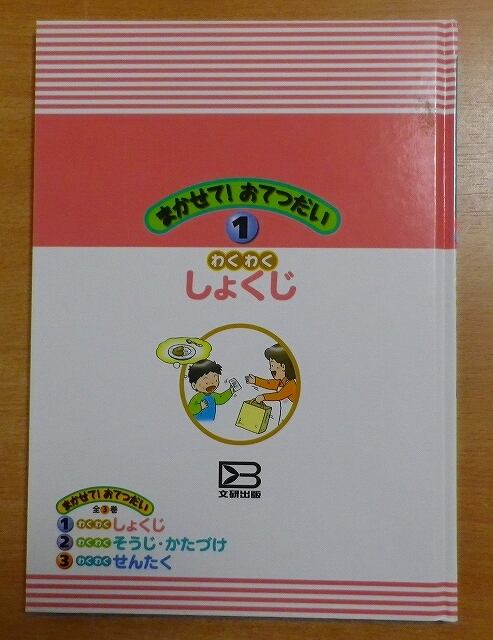 まかせて!おてつだい
1
わくわく
しょくじ
文研出版
まかせて!おてつだい
全3巻
1 わくわく しょくじ
2 わくわく そうじ・かたづけ
3 わくわく せんたく